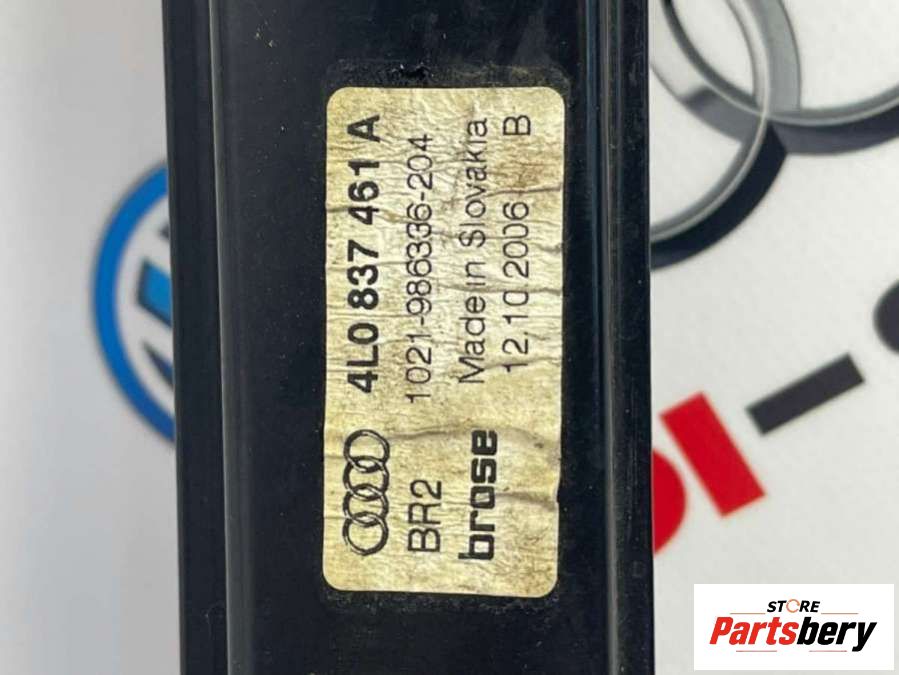 4L0 837 461 A
BR2 1021-986336-204
brose Made in Slovakia
12.10.2006 B
STORE
Partsbery